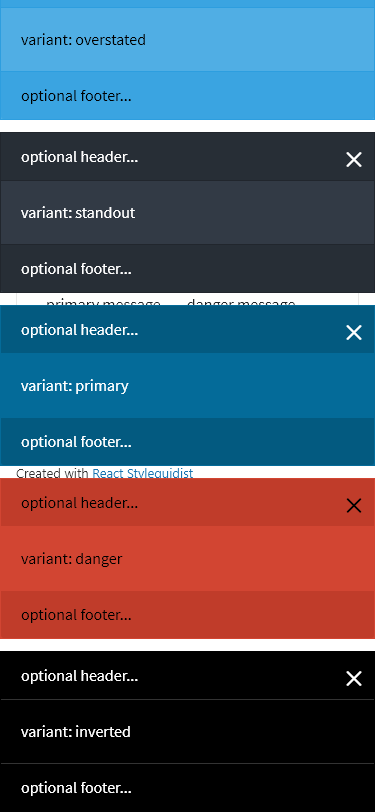 variant: overstated
optional footer...
optional header...
variant: standout
optional footer...
primary message danger message
optional header...
variant: primary
optional footer...
Created with React Styleguidist
optional header...
variant: danger
optional footer...
optional header...
variant: inverted
optional footer...